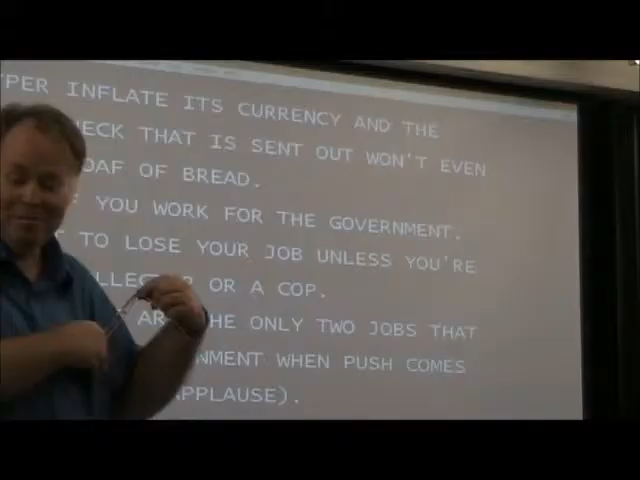 PER INFLATE ITS CURRENCY AND THE
HECK THAT IS SENT OUT WON'T EVEN
OAF OF BREAD.
YOU WORK FOR THE GOVERNMENT.
TO LOSE YOUR JOB UNLESS YOU'RE
OR A COP.
THE ONLY TWO JOBS THAT
NMENT WHEN PUSH COMES
APPLAUSE).